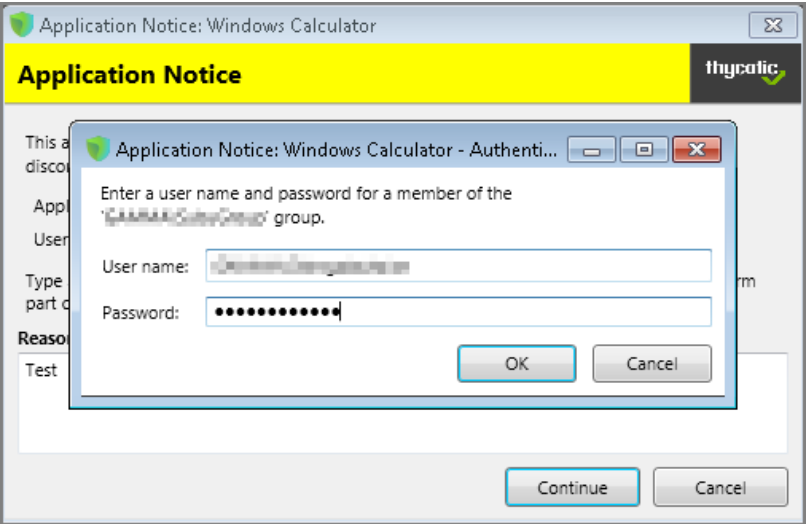 Application Notice: Windows Calculator
Application Notice
thycotic
This a
disco
Appl
User
Type rm
part c
Reason
Test
Application Notice: Windows Calculator - Authenti...
Enter a user name and password for a member of the
' ' group.
User name:
Password: ●●●●●●●●●●●●
OK Cancel
Continue Cancel